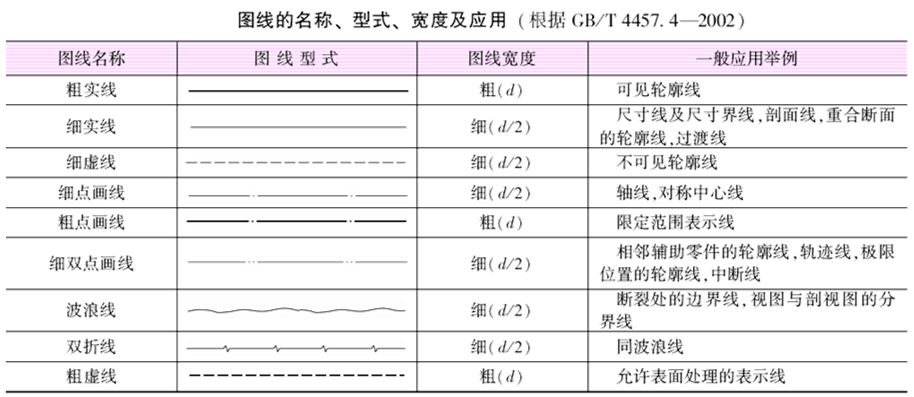 图线的名称、型式、宽度及应用(根据 GB/T 4457.4—2002)
图线名称 图 线 型 式 图线宽度 一般应用举例
粗实线 粗(d) 可见轮廓线
细实线 细(d/2) 尺寸线及尺寸界线,剖面线,重合断面
的轮廓线,过渡线
细虚线 细(d/2) 不可见轮廓线
细点画线 细(d/2) 轴线,对称中心线
粗点画线 粗(d) 限定范围表示线
细双点画线 细(d/2) 相邻辅助零件的轮廓线,轨迹线,极限
位置的轮廓线,中断线
波浪线 细(d/2) 断裂处的边界线,视图与剖视图的分
界线
双折线 细(d/2) 同波浪线
粗虚线 粗(d) 允许表面处理的表示线